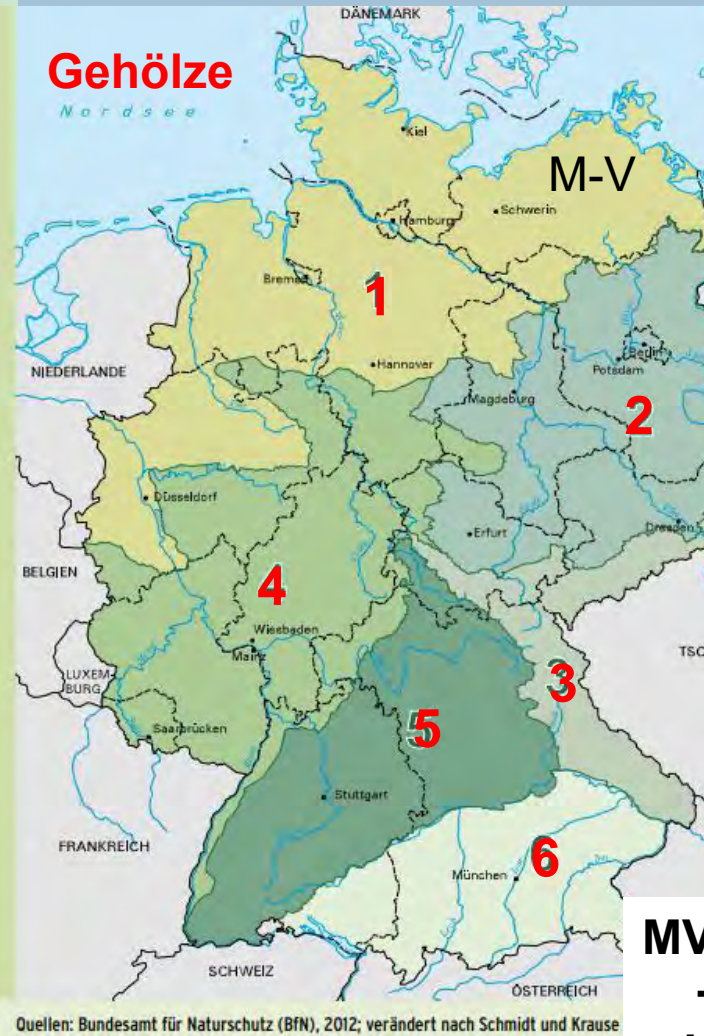 DÄNEMARK
Gehölze
Nordsee
Kiel
M-V
Schwerin
Hamburg
Bremen
1
Hannover
NIEDERLANDE
Berlin
Potsdam
Magdeburg
2
Düsseldorf
Erfurt
Dresden
BELGIEN
4
Wiesbaden
Mainz
LUXEM-
BURG
TSC
3
5
Saarbrücken
Stuttgart
FRANKREICH
6
München
MV
SCHWEIZ
ÖSTERREICH
Quellen: Bundesamt für Naturschutz (BfN), 2012; verändert nach Schmidt und Krause